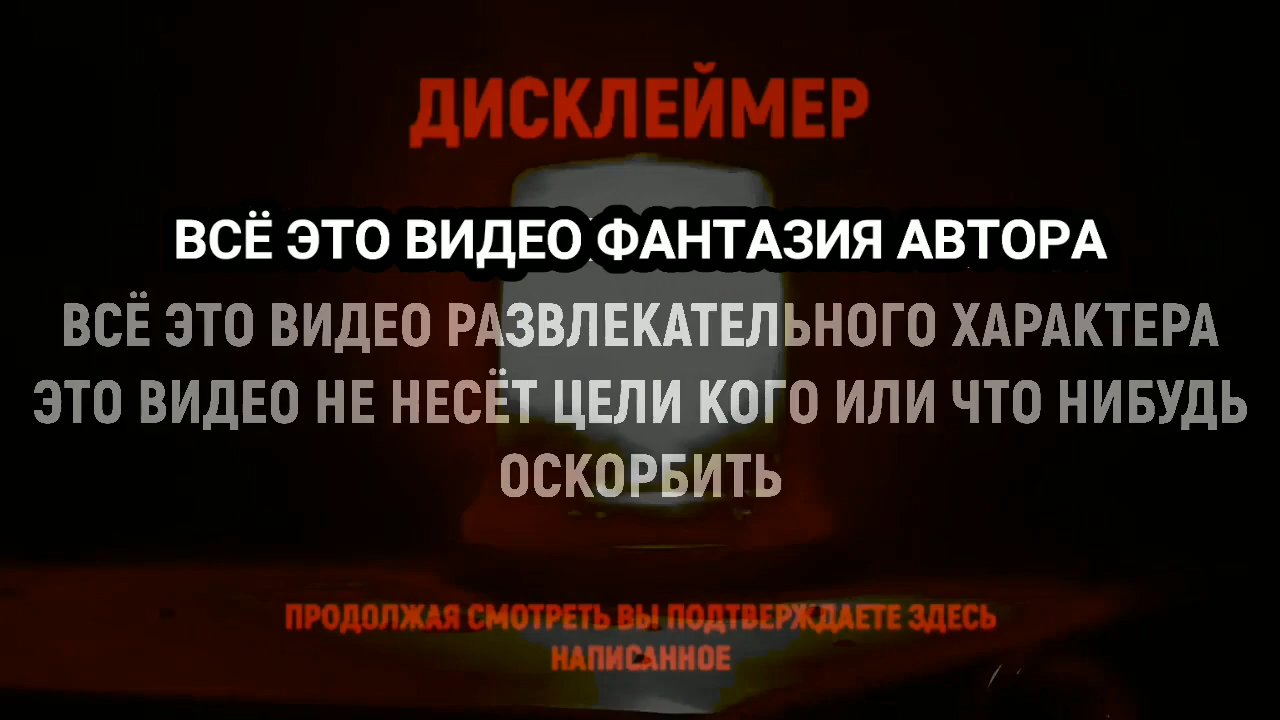 ДИСКЛЕЙМЕР
ВСЁ ЭТО ВИДЕО ФАНТАЗИЯ АВТОРА
ВСЁ ЭТО ВИДЕО РАЗВЛЕКАТЕЛЬНОГО ХАРАКТЕРА
ЭТО ВИДЕО НЕ НЕСЁТ ЦЕЛИ КОГО ИЛИ ЧТО НИБУДЬ
ОСКОРБИТЬ
ПРОДОЛЖАЯ СМОТРЕТЬ ВЫ ПОДТВЕРЖДАЕТЕ ЗДЕСЬ
НАПИСАННОЕ